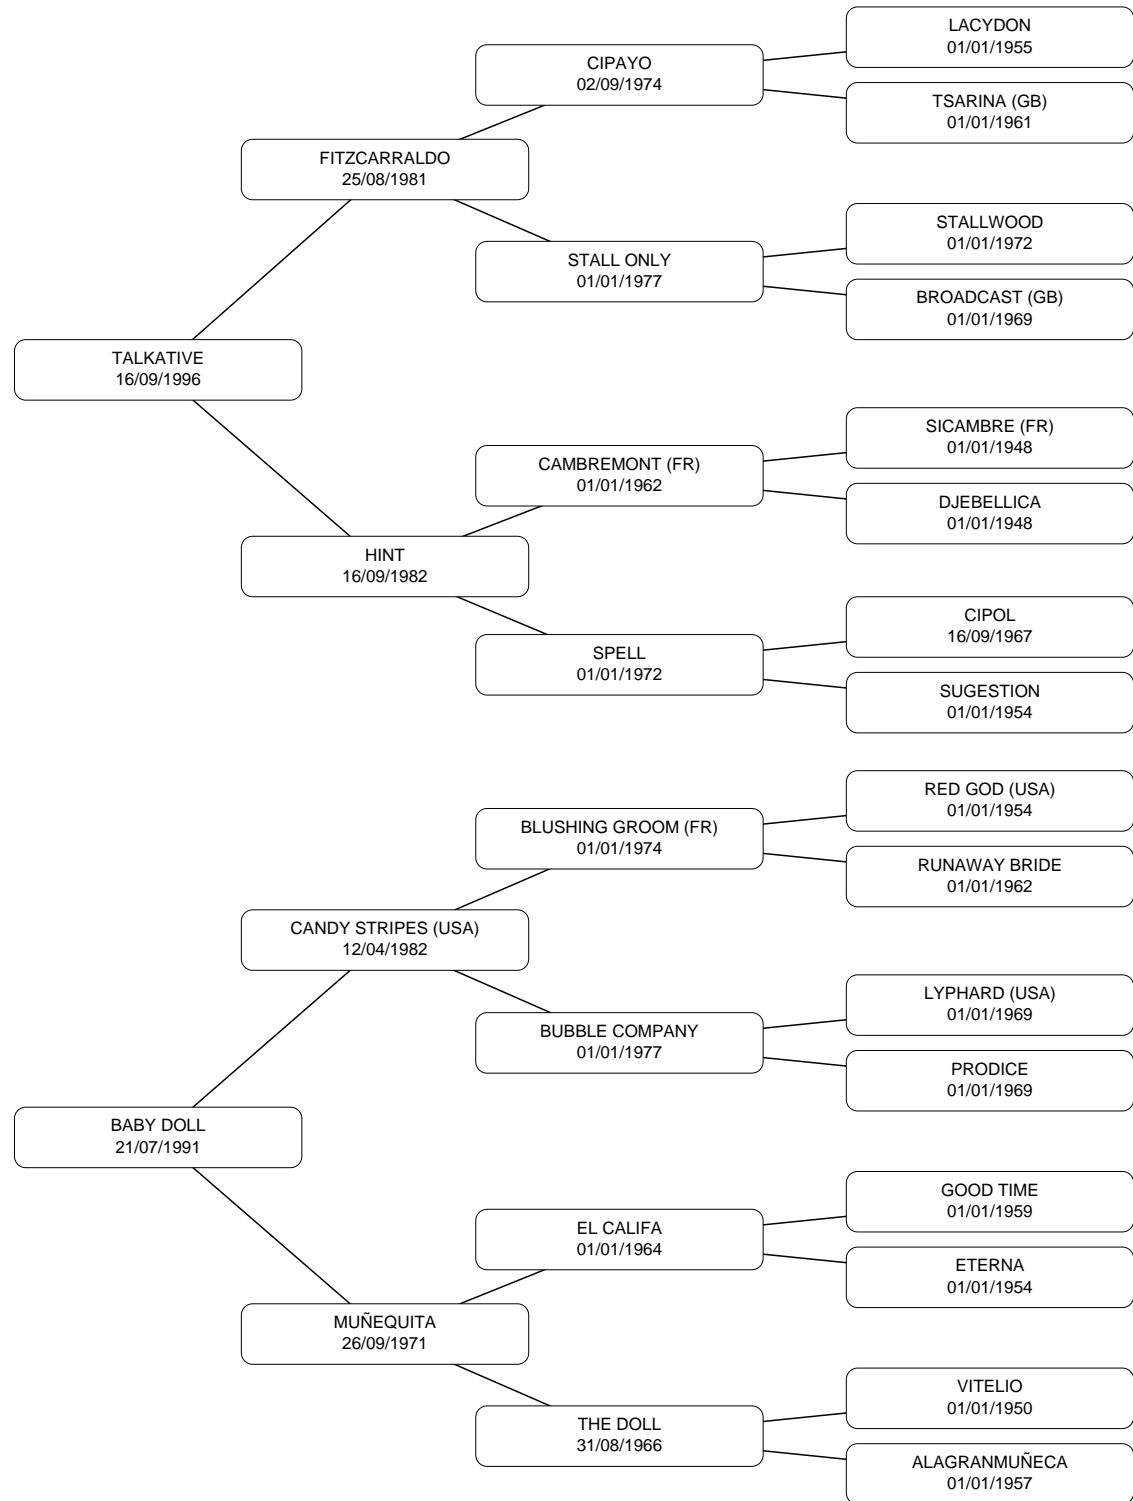 LACYDON
01/01/1955
CIPAYO
02/09/1974
TSARINA (GB)
01/01/1961
FITZCARRALDO
25/08/1981
STALLWOOD
01/01/1972
STALL ONLY
01/01/1977
BROADCAST (GB)
01/01/1969
TALKATIVE
16/09/1996
SICAMBRE (FR)
01/01/1948
CAMBREMONT (FR)
01/01/1962
DJEBELLICA
01/01/1948
HINT
16/09/1982
CIPOL
16/09/1967
SPELL
01/01/1972
SUGESTION
01/01/1954
RED GOD (USA)
01/01/1954
BLUSHING GROOM (FR)
01/01/1974
RUNAWAY BRIDE
01/01/1962
CANDY STRIPES (USA)
12/04/1982
LYPHARD (USA)
01/01/1969
BUBBLE COMPANY
01/01/1977
PRODICE
01/01/1969
BABY DOLL
21/07/1991
GOOD TIME
01/01/1959
EL CALIFA
01/01/1964
ETERNA
01/01/1954
MUÑEQUITA
26/09/1971
VITELIO
01/01/1950
THE DOLL
31/08/1966
ALAGRANMUÑECA
01/01/1957